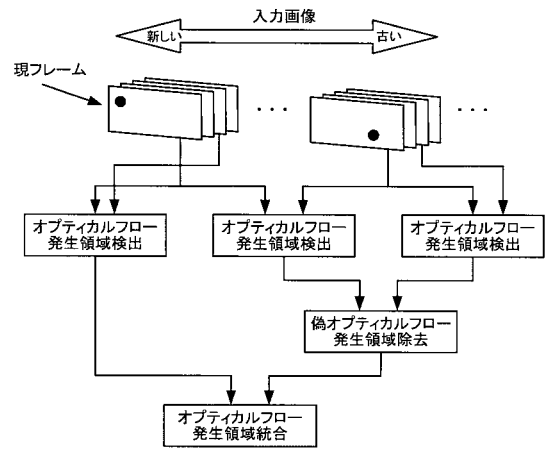 入力画像
新しい
古い
現フレーム
・・・
・・・
オプティカルフロー
発生領域検出
オプティカルフロー
発生領域検出
オプティカルフロー
発生領域検出
偽オプティカルフロー
発生領域除去
オプティカルフロー
発生領域統合